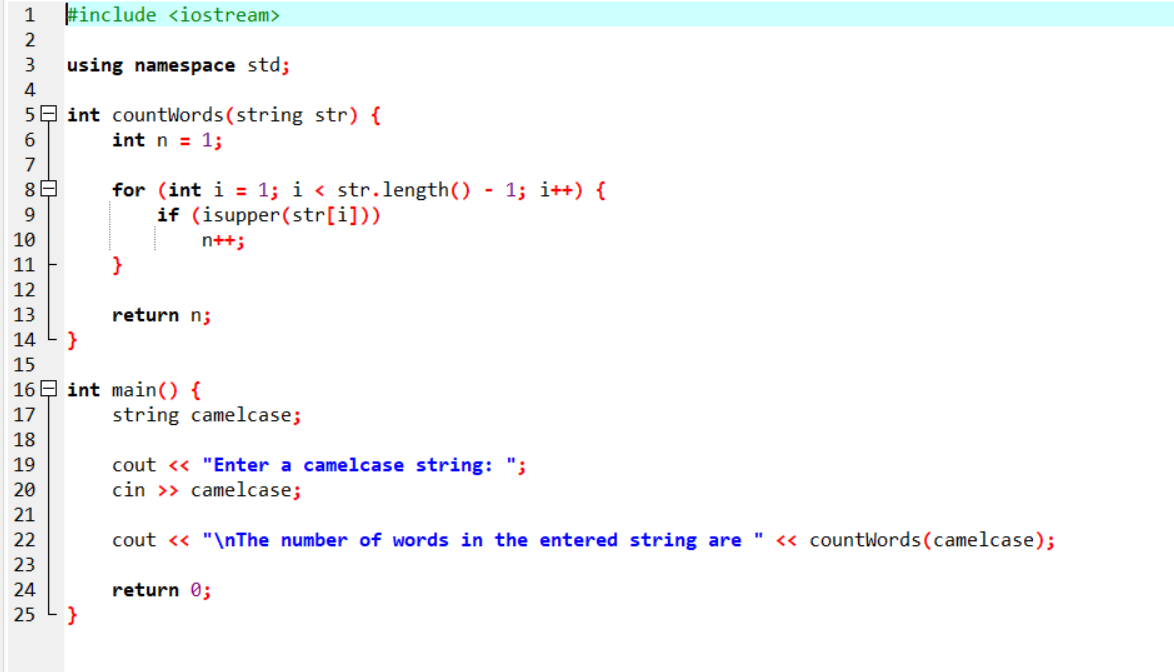 1 #include <iostream>
2
3 using namespace std;
4
5 int countWords(string str) {
6     int n = 1;
7
8     for (int i = 1; i < str.length() - 1; i++) {
9         if (isupper(str[i]))
10             n++;
11     }
12
13     return n;
14 }
15
16 int main() {
17     string camelcase;
18
19     cout << "Enter a camelcase string: ";
20     cin >> camelcase;
21
22     cout << "\nThe number of words in the entered string are " << countWords(camelcase);
23
24     return 0;
25 }